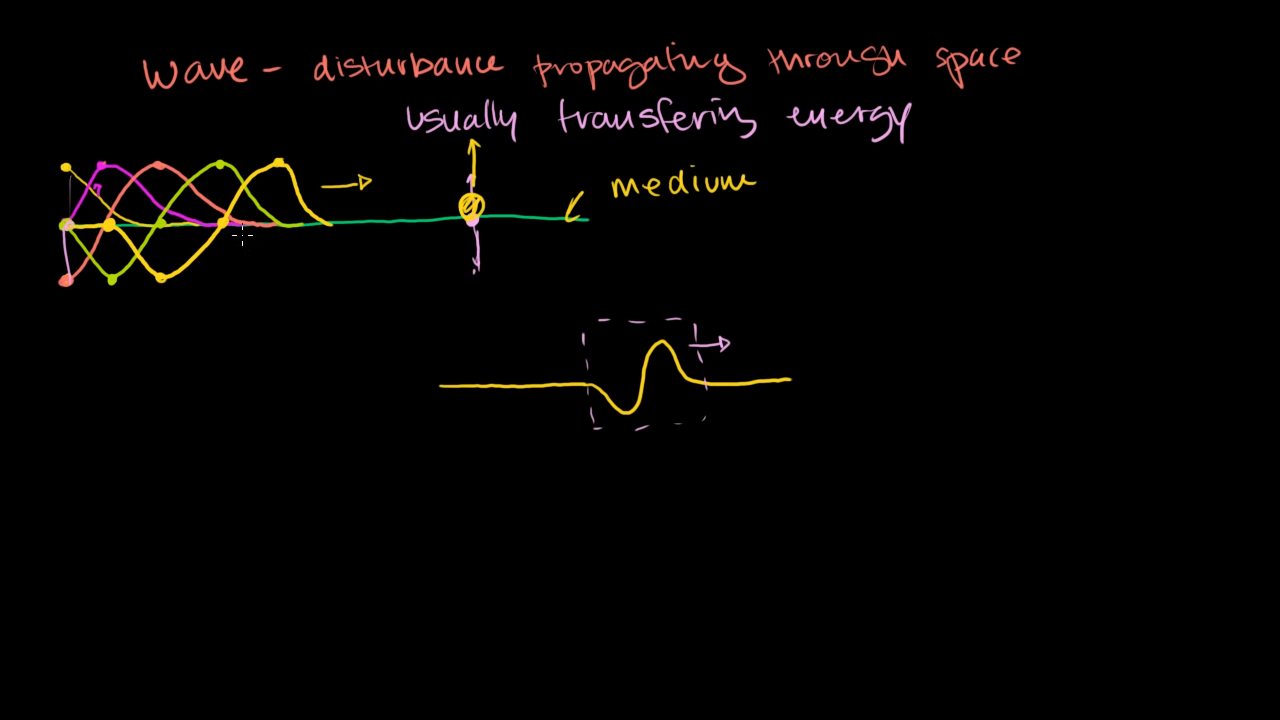 wave - disturbance propagating through space
usually transfering energy
medium